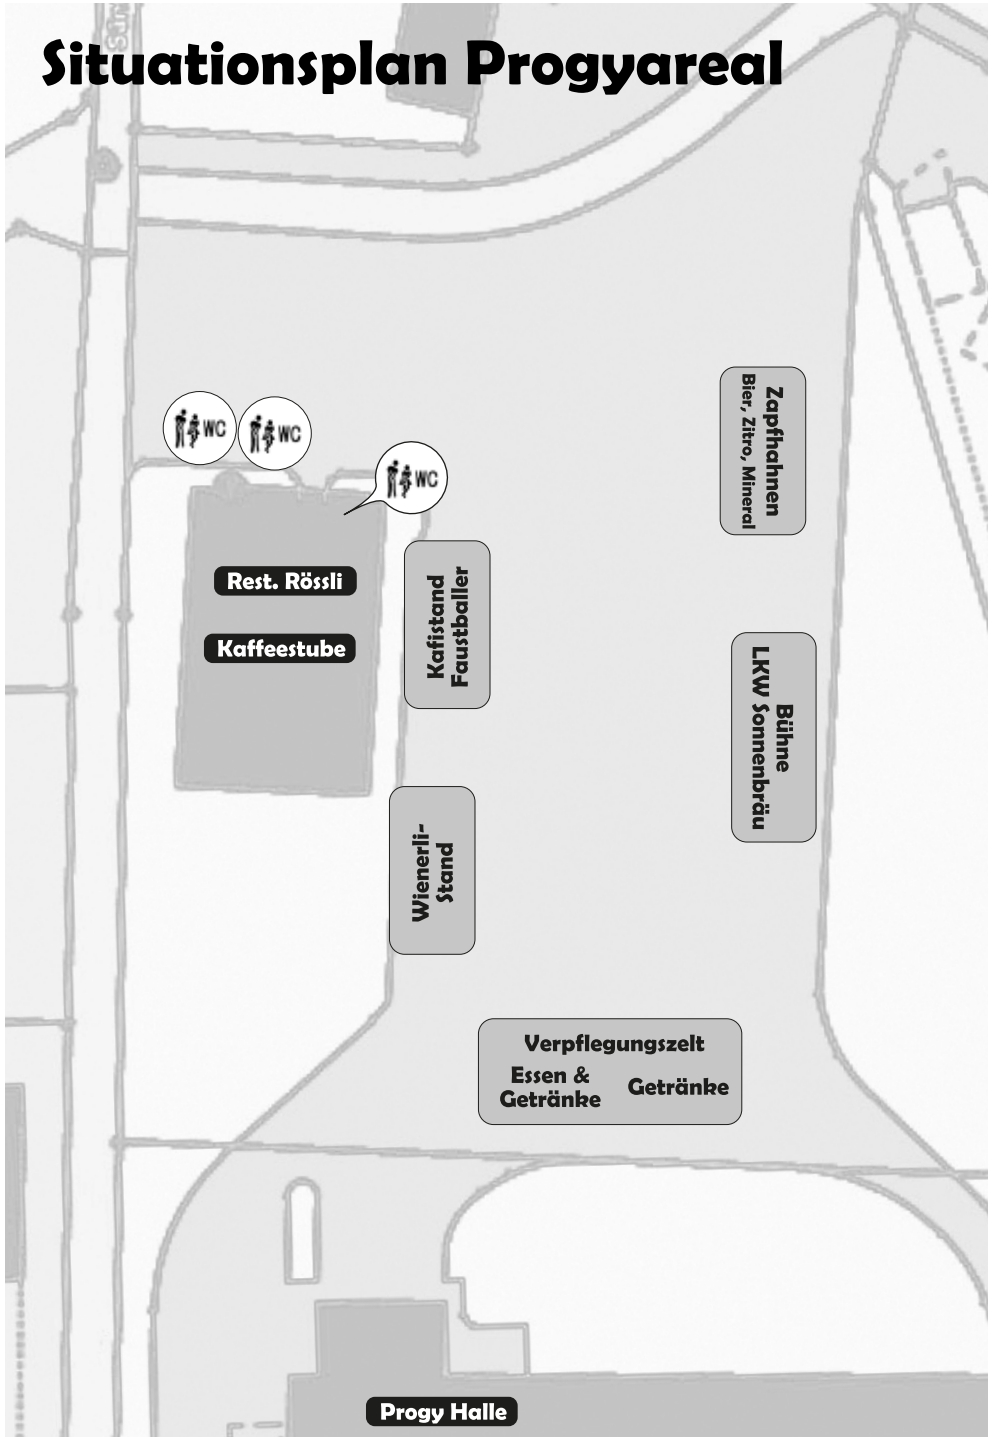 Situationsplan Progyareal
WC
WC
WC
Zapfhahnen
Bier, Zitro, Mineral
Rest. Rössli
Kaffeestube
Kafistand
Faustballer
Bühne
LKW Sonnenbräu
Wienerli-
Stand
Verpflegungszelt
Essen &
Getränke
Getränke
Progy Halle